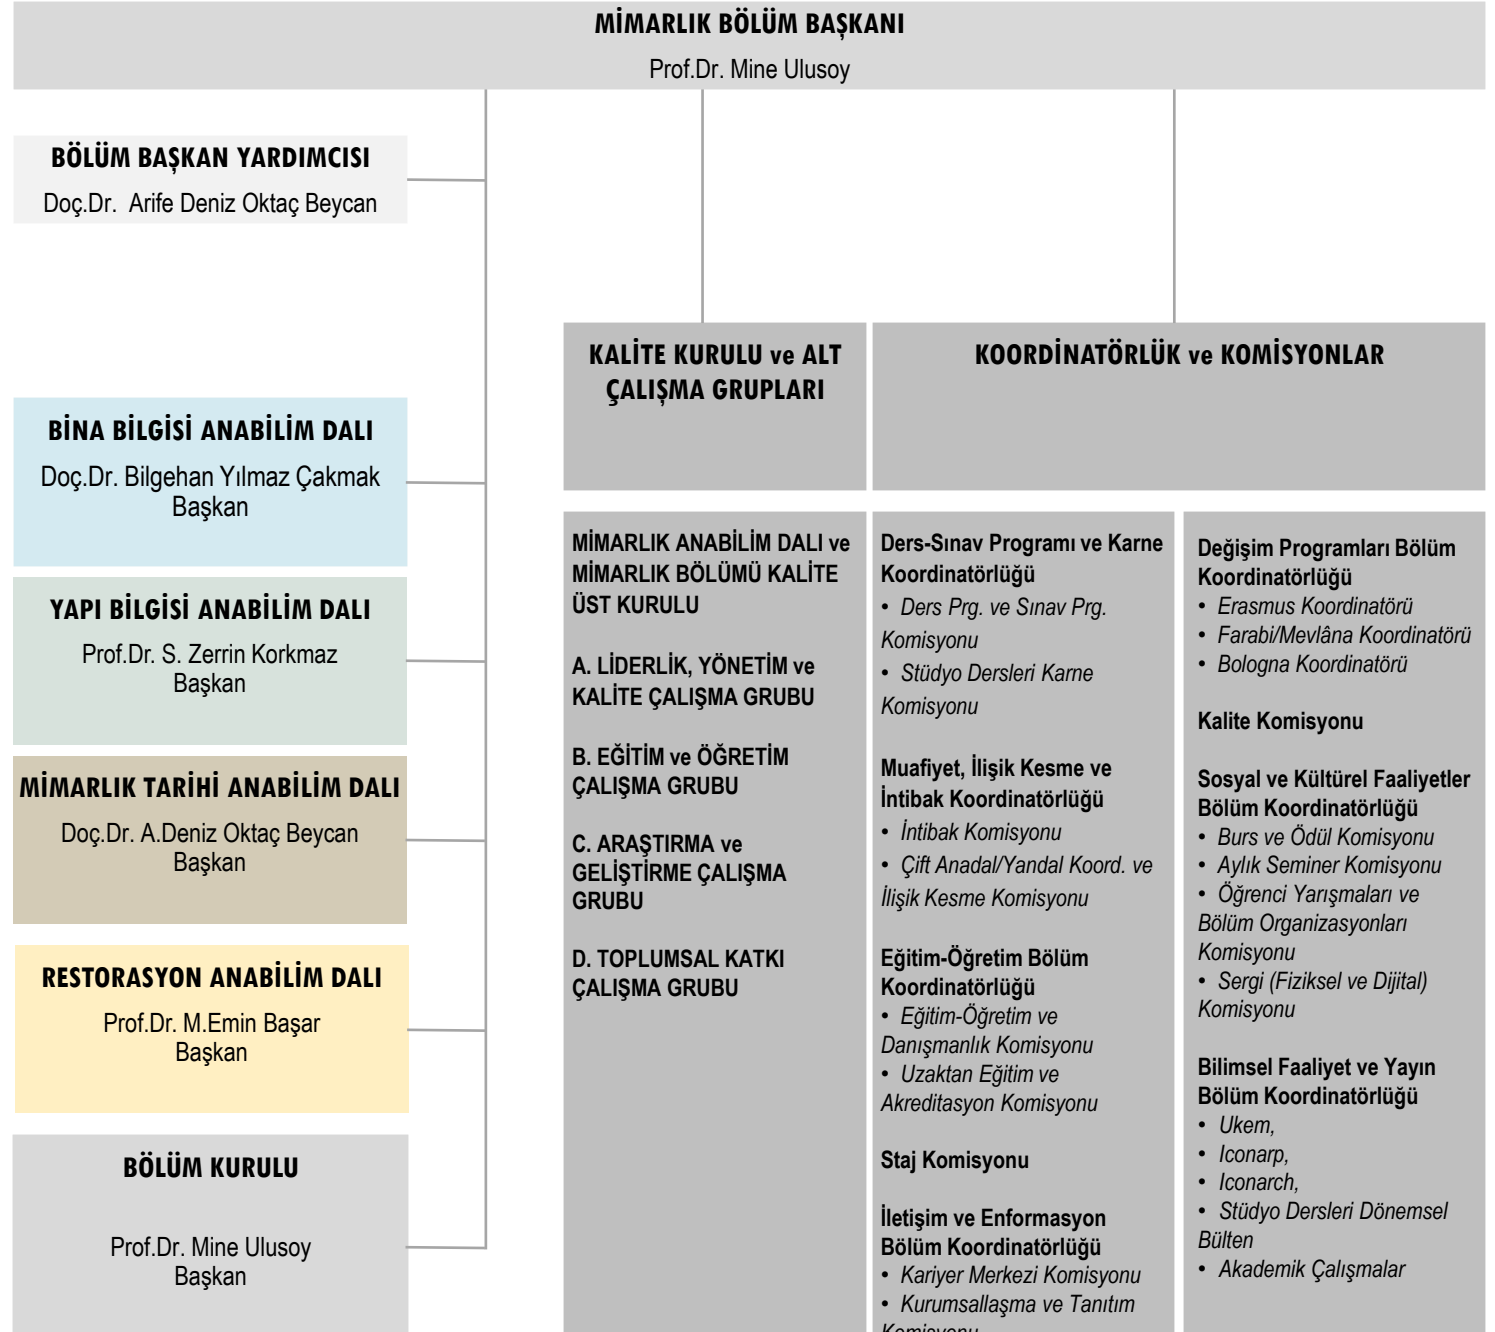 MİMARLIK BÖLÜM BAŞKANI
Prof.Dr. Mine Ulusoy
BÖLÜM BAŞKAN YARDIMCISI
Doç.Dr. Arife Deniz Oktaç Beycan
BİNA BİLGİSİ ANABİLİM DALI
Doç.Dr. Bilgehan Yılmaz Çakmak
Başkan
YAPI BİLGİSİ ANABİLİM DALI
Prof.Dr. S. Zerrin Korkmaz
Başkan
MİMARLIK TARİHİ ANABİLİM DALI
Doç.Dr. A.Deniz Oktaç Beycan
Başkan
RESTORASYON ANABİLİM DALI
Prof.Dr. M.Emin Başar
Başkan
BÖLÜM KURULU
Prof.Dr. Mine Ulusoy
Başkan
KALİTE KURULU ve ALT
ÇALIŞMA GRUPLARI
MİMARLIK ANABİLİM DALI ve
MİMARLIK BÖLÜMÜ KALİTE
ÜST KURULU
A. LİDERLİK, YÖNETİM ve
KALİTE ÇALIŞMA GRUBU
B. EĞİTİM ve ÖĞRETİM
ÇALIŞMA GRUBU
C. ARAŞTIRMA ve
GELİŞTİRME ÇALIŞMA
GRUBU
D. TOPLUMSAL KATKI
ÇALIŞMA GRUBU
KOORDİNATÖRLÜK ve KOMİSYONLAR
Ders-Sınav Programı ve Karne
Koordinatörlüğü
• Ders Prg. ve Sınav Prg.
Komisyonu
• Stüdyo Dersleri Karne
Komisyonu
Muafiyet, İlişik Kesme ve
İntibak Koordinatörlüğü
• İntibak Komisyonu
• Çift Anadal/Yandal Koord. ve
İlişik Kesme Komisyonu
Eğitim-Öğretim Bölüm
Koordinatörlüğü
• Eğitim-Öğretim ve
Danışmanlık Komisyonu
• Uzaktan Eğitim ve
Akreditasyon Komisyonu
Staj Komisyonu
İletişim ve Enformasyon
Bölüm Koordinatörlüğü
• Kariyer Merkezi Komisyonu
• Kurumsallaşma ve Tanıtım
Komisyonu
Değişim Programları Bölüm
Koordinatörlüğü
• Erasmus Koordinatörü
• Farabi/Mevlâna Koordinatörü
• Bologna Koordinatörü
Kalite Komisyonu
Sosyal ve Kültürel Faaliyetler
Bölüm Koordinatörlüğü
• Burs ve Ödül Komisyonu
• Aylık Seminer Komisyonu
• Öğrenci Yarışmaları ve
Bölüm Organizasyonları
Komisyonu
• Sergi (Fiziksel ve Dijital)
Komisyonu
Bilimsel Faaliyet ve Yayın
Bölüm Koordinatörlüğü
• Ukem,
• Iconarp,
• Iconarch,
• Stüdyo Dersleri Dönemsel
Bülten
• Akademik Çalışmalar